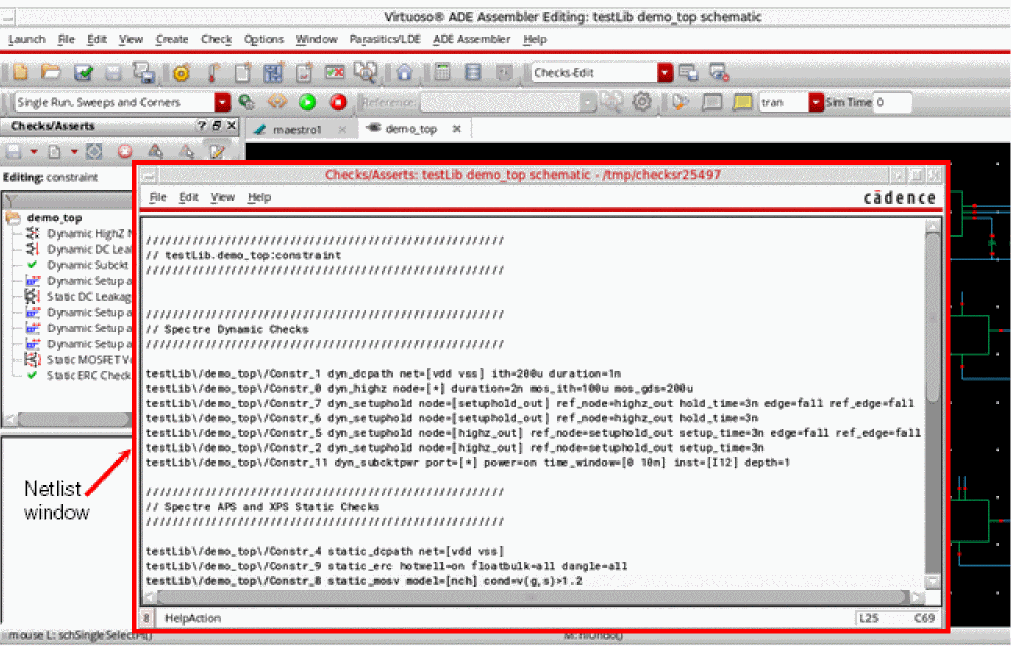 Virtuoso® ADE Assembler Editing: testLib demo_top schematic
Launch File Edit View Create Check Options Window Parasitics/LDE ADE Assembler Help
Checks-Edit
Single Run, Sweeps and Corners Reference: tran Sim Time 0
Checks/Asserts
maestro1 demo_top
Editing: constraint
demo_top
Dynamic HighZ
Dynamic DC Leak
Dynamic Subckt
Dynamic Setup a
Static DC Leakag
Dynamic Setup a
Dynamic Setup a
Dynamic Setup a
Static MOSFET V
Static ERC Check
Checks/Asserts: testLib demo_top schematic - /tmp/checksr25497
File Edit View Help
cādence
///////////////////////////////////////////////////////
// testLib.demo_top:constraint
///////////////////////////////////////////////////////
///////////////////////////////////////////////////////
// Spectre Dynamic Checks
///////////////////////////////////////////////////////
testLib\/demo_top\/Constr_1 dyn_dcpath net=[vdd vss] ith=200u duration=1n
testLib\/demo_top\/Constr_0 dyn_highz node=[*] duration=2n mos_ith=100u mos_gds=200u
testLib\/demo_top\/Constr_7 dyn_setuphold node=[setuphold_out] ref_node=highz_out hold_time=3n edge=fall ref_edge=fall
testLib\/demo_top\/Constr_6 dyn_setuphold node=[setuphold_out] ref_node=highz_out hold_time=3n
testLib\/demo_top\/Constr_5 dyn_setuphold node=[highz_out] ref_node=setuphold_out setup_time=3n edge=fall ref_edge=fall
testLib\/demo_top\/Constr_2 dyn_setuphold node=[highz_out] ref_node=setuphold_out setup_time=3n
testLib\/demo_top\/Constr_11 dyn_subcktpwr port=[*] power=on time_window=[0 10n] inst=[I12] depth=1
///////////////////////////////////////////////////////
// Spectre APS and XPS Static Checks
///////////////////////////////////////////////////////
testLib\/demo_top\/Constr_4 static_dcpath net=[vdd vss]
testLib\/demo_top\/Constr_9 static_erc hotwell=on floatbulk=all dangle=all
testLib\/demo_top\/Constr_8 static_mosv model=[nch] cond=v(g,s)>1.2
Netlist
window
8 HelpAction L25 C69
mouse L: schSingleSelectPt()